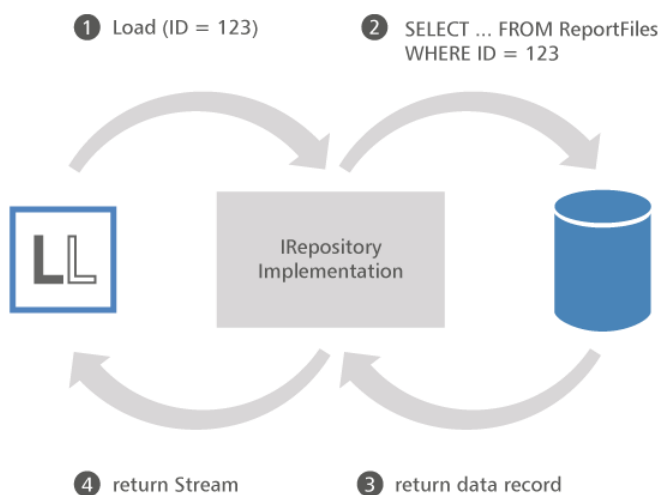 1 Load (ID = 123)
2 SELECT ... FROM ReportFiles
WHERE ID = 123
LL
IRepository
Implementation
4 return Stream
3 return data record